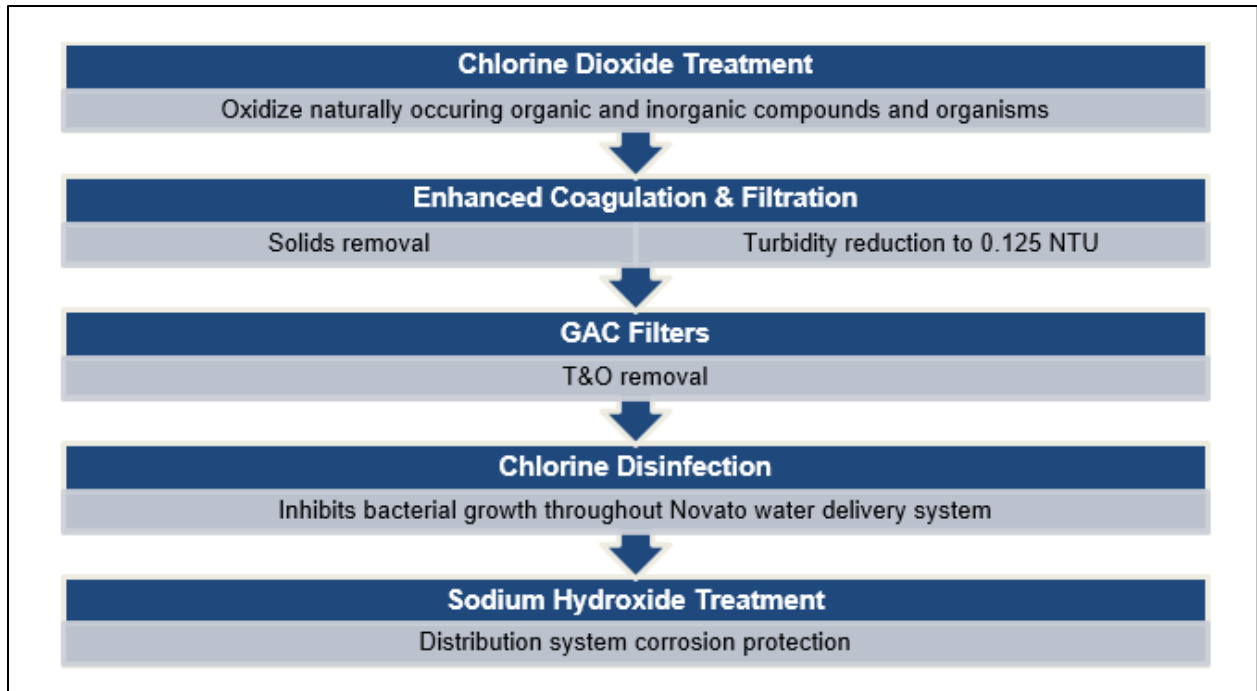 Chlorine Dioxide Treatment
Oxidize naturally occuring organic and inorganic compounds and organisms
Enhanced Coagulation & Filtration
Solids removal
Turbidity reduction to 0.125 NTU
GAC Filters
T&O removal
Chlorine Disinfection
Inhibits bacterial growth throughout Novato water delivery system
Sodium Hydroxide Treatment
Distribution system corrosion protection